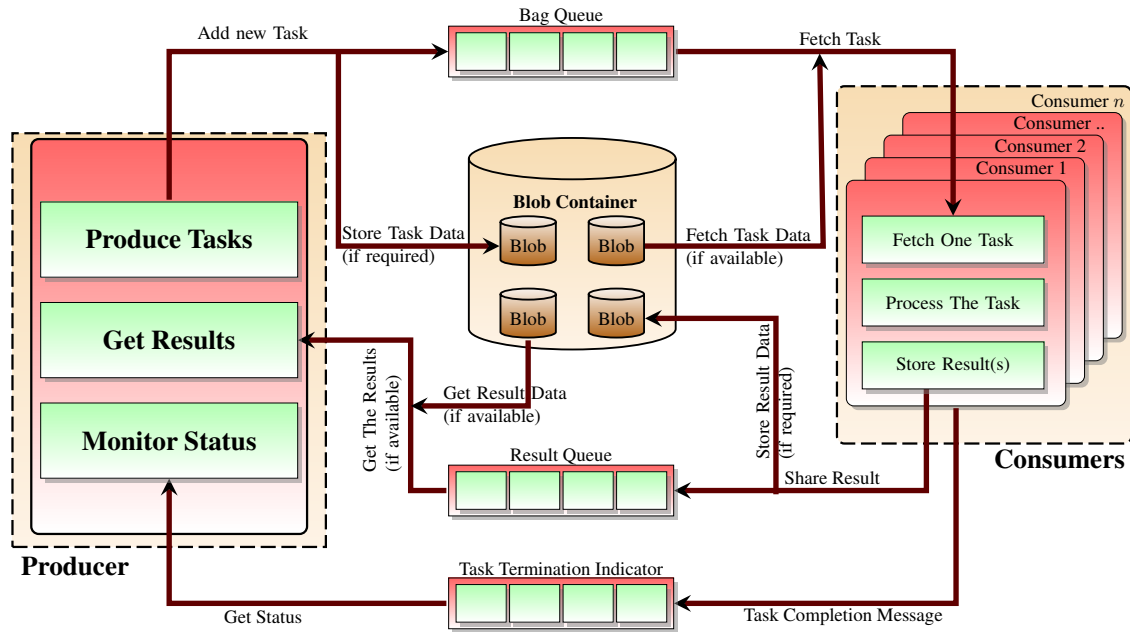 Bag Queue
Add new Task
Fetch Task
Consumer n
Consumer ..
Consumer 2
Consumer 1
Blob Container
Produce Tasks
Store Task Data
(if required)
Blob
Blob
Fetch Task Data
(if available)
Fetch One Task
Process The Task
Get Results
Blob
Blob
Store Result(s)
Get The Results
(if available)
Get Result Data
(if available)
Store Result Data
(if required)
Monitor Status
Result Queue
Consumers
Share Result
Producer
Task Termination Indicator
Get Status
Task Completion Message